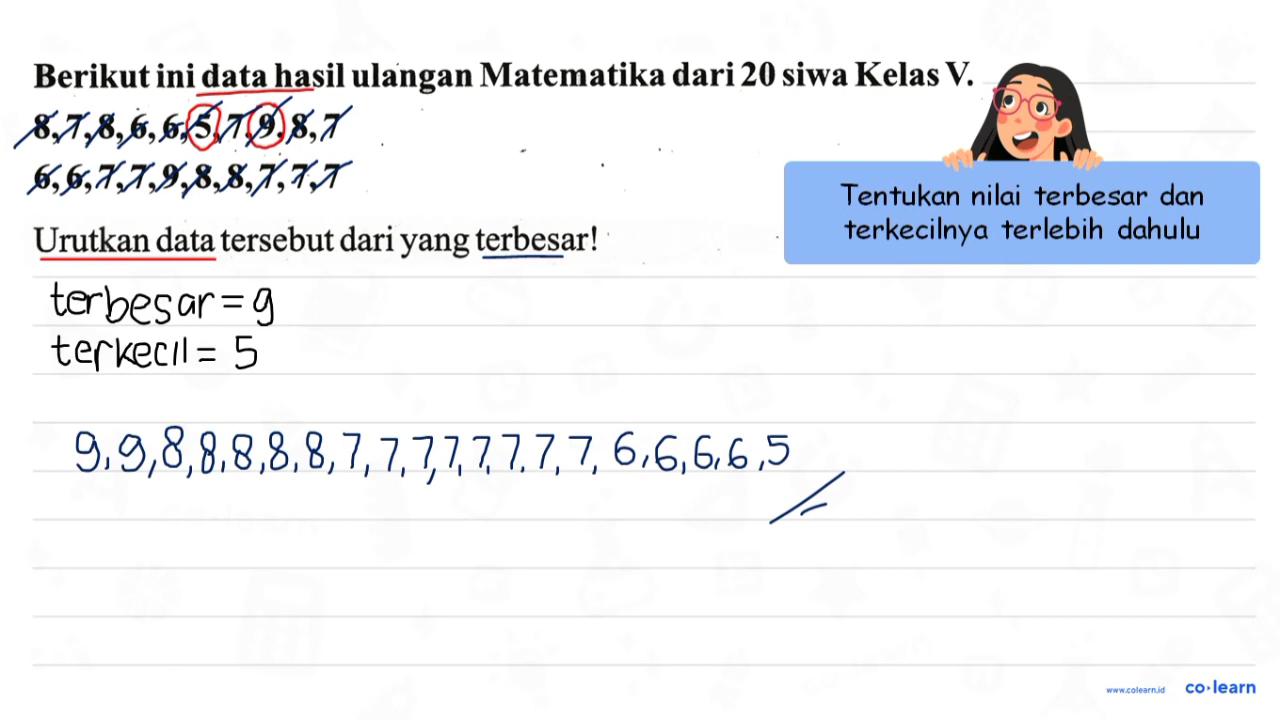 Berikut ini data hasil ulangan Matematika dari 20 siwa Kelas V.
8, 7, 8, 6, 6, 5, 7, 9, 8, 7
6, 6, 7, 7, 9, 8, 8, 7, 7, 7
Urutkan data tersebut dari yang terbesar!
Tentukan nilai terbesar dan
terkecilnya terlebih dahulu
terbesar = 9
terkecil = 5
9, 9, 8, 8, 8, 8, 8, 7, 7, 7, 7, 7, 7, 7, 7, 6, 6, 6, 6, 5
www.colearn.id
co·learn